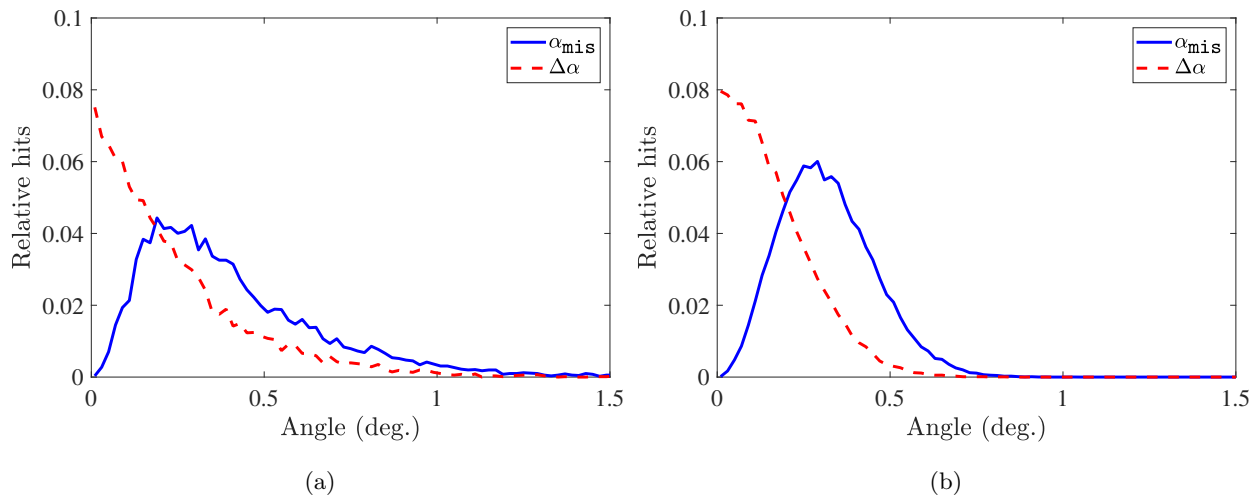 0.1
0.08
0.06
0.04
0.02
0
Relative hits
0 0.5 1 1.5
Angle (deg.)
α_mis
Δα
(a)
0.1
0.08
0.06
0.04
0.02
0
Relative hits
0 0.5 1 1.5
Angle (deg.)
α_mis
Δα
(b)